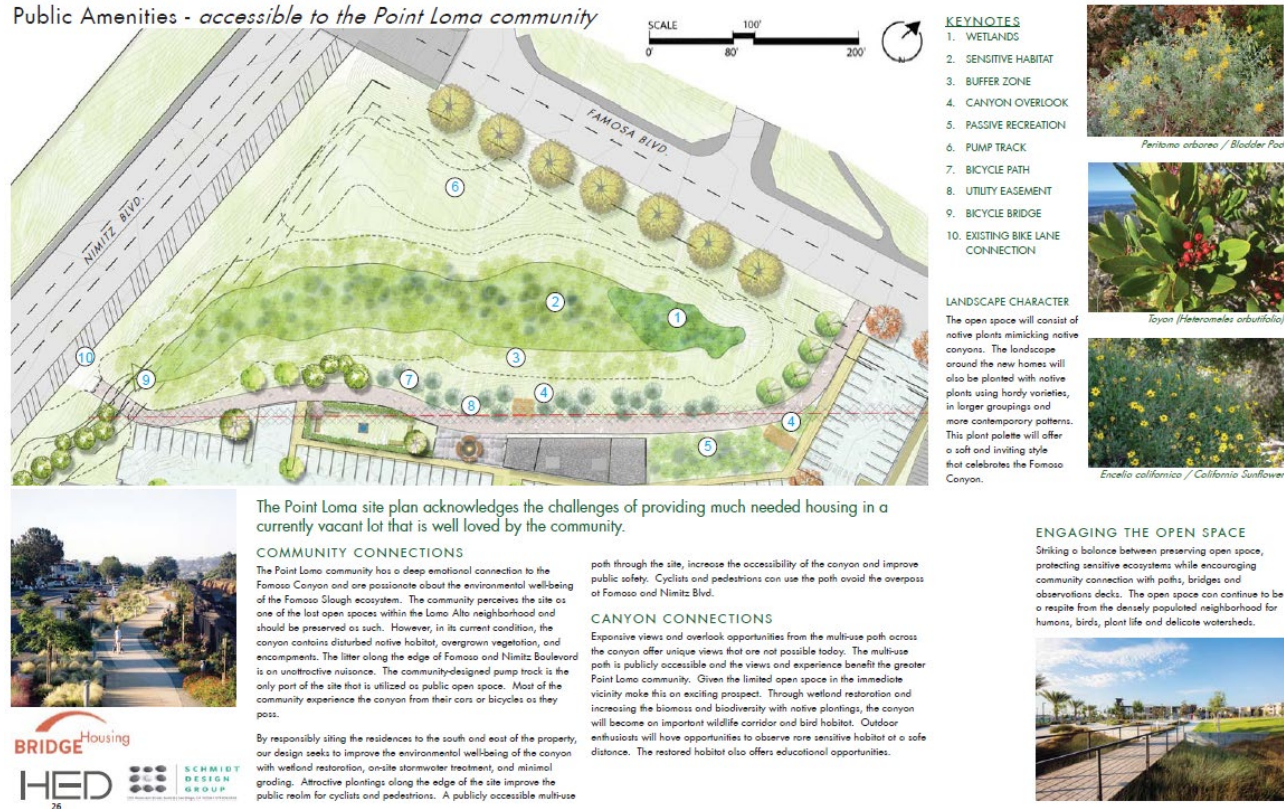 Public Amenities - accessible to the Point Loma community
SCALE
100'
0'
80'
200'
N
FAMOSA BLVD.
NIMITZ BLVD.
6
2
1
3
10
9
7
8
4
4
5
KEYNOTES
1. WETLANDS
2. SENSITIVE HABITAT
3. BUFFER ZONE
4. CANYON OVERLOOK
5. PASSIVE RECREATION
6. PUMP TRACK
7. BICYCLE PATH
8. UTILITY EASEMENT
9. BICYCLE BRIDGE
10. EXISTING BIKE LANE
CONNECTION
LANDSCAPE CHARACTER
The open space will consist of
native plants mimicking native
canyons. The landscape
around the new homes will
also be planted with native
plants using hardy varieties,
in larger groupings and
more contemporary patterns.
This plant palette will offer
a soft and inviting style
that celebrates the Famosa
Canyon.
Peritoma arborea / Bladder Pod
Toyon (Heteromeles arbutifolia)
Encelia californica / California Sunflower
The Point Loma site plan acknowledges the challenges of providing much needed housing in a
currently vacant lot that is well loved by the community.
COMMUNITY CONNECTIONS
The Point Loma community has a deep emotional connection to the
Famosa Canyon and are passionate about the environmental well-being
of the Famosa Slough ecosystem. The community perceives the site as
one of the last open spaces within the Loma Alta neighborhood and
should be preserved as such. However, in its current condition, the
canyon contains disturbed native habitat, overgrown vegetation, and
encampments. The litter along the edge of Famosa and Nimitz Boulevard
is an unattractive nuisance. The community-designed pump track is the
only part of the site that is utilized as public open space. Most of the
community experience the canyon from their cars or bicycles as they
pass.
By responsibly siting the residences to the south and east of the property,
our design seeks to improve the environmental well-being of the canyon
with wetland restoration, on-site stormwater treatment, and minimal
grading. Attractive plantings along the edge of the site improve the
public realm for cyclists and pedestrians. A publicly accessible multi-use
path through the site, increase the accessibility of the canyon and improve
public safety. Cyclists and pedestrians can use the path avoid the overpass
at Famosa and Nimitz Blvd.
CANYON CONNECTIONS
Expansive views and overlook opportunities from the multi-use path across
the canyon offer unique views that are not possible today. The multi-use
path is publicly accessible and the views and experience benefit the greater
Point Loma community. Given the limited open space in the immediate
vicinity make this an exciting prospect. Through wetland restoration and
increasing the biomass and biodiversity with native plantings, the canyon
will become an important wildlife corridor and bird habitat. Outdoor
enthusiasts will have opportunities to observe rare sensitive habitat at a safe
distance. The restored habitat also offers educational opportunities.
ENGAGING THE OPEN SPACE
Striking a balance between preserving open space,
protecting sensitive ecosystems while encouraging
community connection with paths, bridges and
observations decks. The open space can continue to be
a respite from the densely populated neighborhood for
humans, birds, plant life and delicate watersheds.
BRIDGE Housing
HED
SCHMIDT
DESIGN
GROUP
26